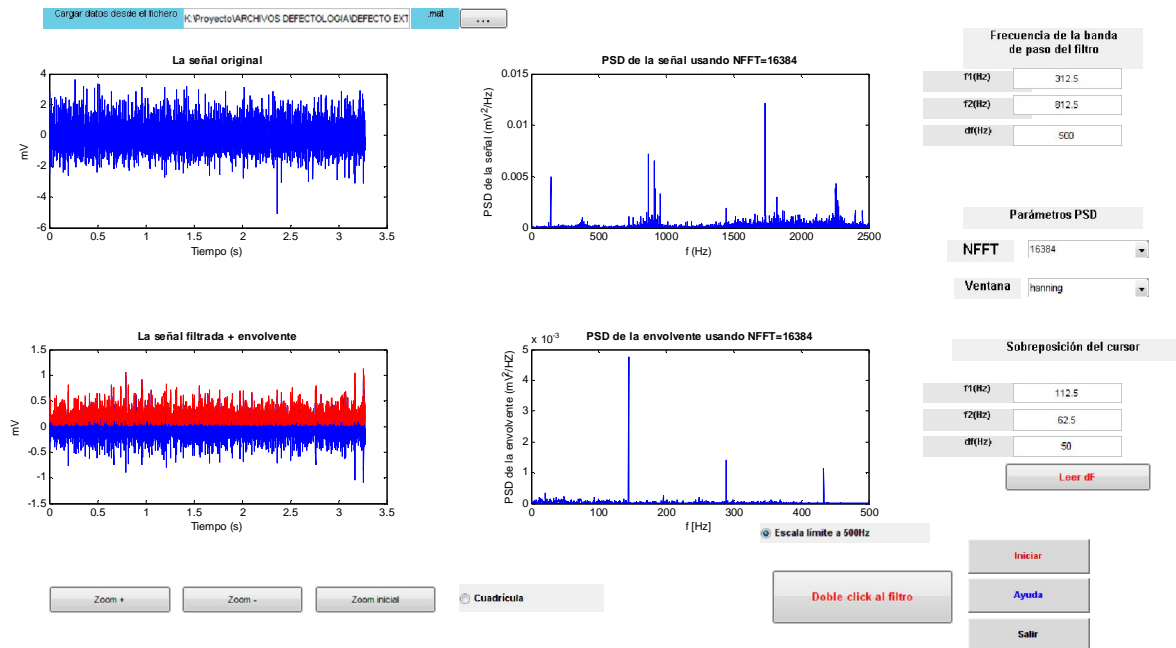 Cargar datos desde el fichero K:\Proyecto\ARCHIVOS DEFECTOLOGIA\DEFECTO EXT .mat ...
La señal original
4
2
0
-2
-4
-6
mV
0 0.5 1 1.5 2 2.5 3 3.5
Tiempo (s)
PSD de la señal usando NFFT=16384
0.015
0.01
0.005
0
PSD de la señal (mV²/Hz)
0 500 1000 1500 2000 2500
f (Hz)
Frecuencia de la banda
de paso del filtro
f1(Hz) 312.5
f2(Hz) 812.5
df(Hz) 500
Parámetros PSD
NFFT 16384
Ventana hanning
La señal filtrada + envolvente
1.5
1
0.5
0
-0.5
-1
-1.5
mV
0 0.5 1 1.5 2 2.5 3 3.5
Tiempo (s)
x 10⁻³
PSD de la envolvente usando NFFT=16384
5
4
3
2
1
0
PSD de la envolvente (mV²/HZ)
0 100 200 300 400 500
f [Hz]
Escala límite a 500Hz
Sobreposición del cursor
f1(Hz) 112.5
f2(Hz) 62.5
df(Hz) 50
Leer dF
Zoom +
Zoom -
Zoom inicial
Cuadrícula
Doble click al filtro
Iniciar
Ayuda
Salir